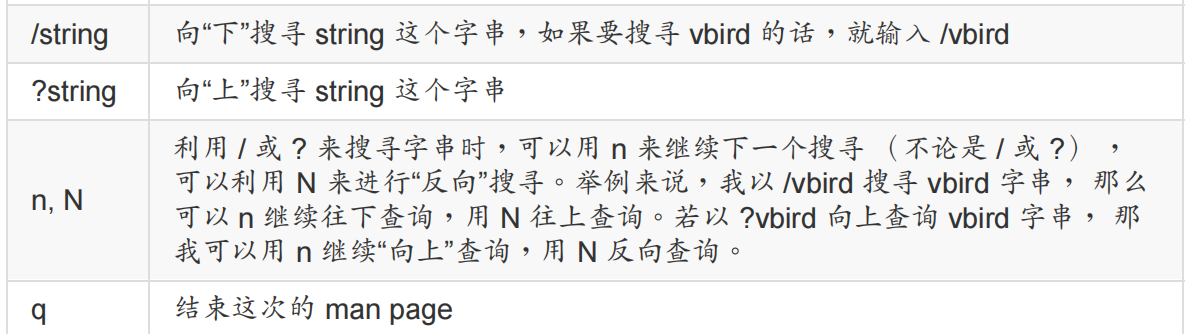 /string 向“下”搜寻 string 这个字串，如果要搜寻 vbird 的话，就输入 /vbird
?string 向“上”搜寻 string 这个字串
n, N 利用 / 或 ? 来搜寻字串时，可以用 n 来继续下一个搜寻 （不论是 / 或 ?） ，
可以利用 N 来进行“反向”搜寻。举例来说，我以 /vbird 搜寻 vbird 字串， 那么
可以 n 继续往下查询，用 N 往上查询。若以 ?vbird 向上查询 vbird 字串， 那
我可以用 n 继续“向上”查询，用 N 反向查询。
q 结束这次的 man page